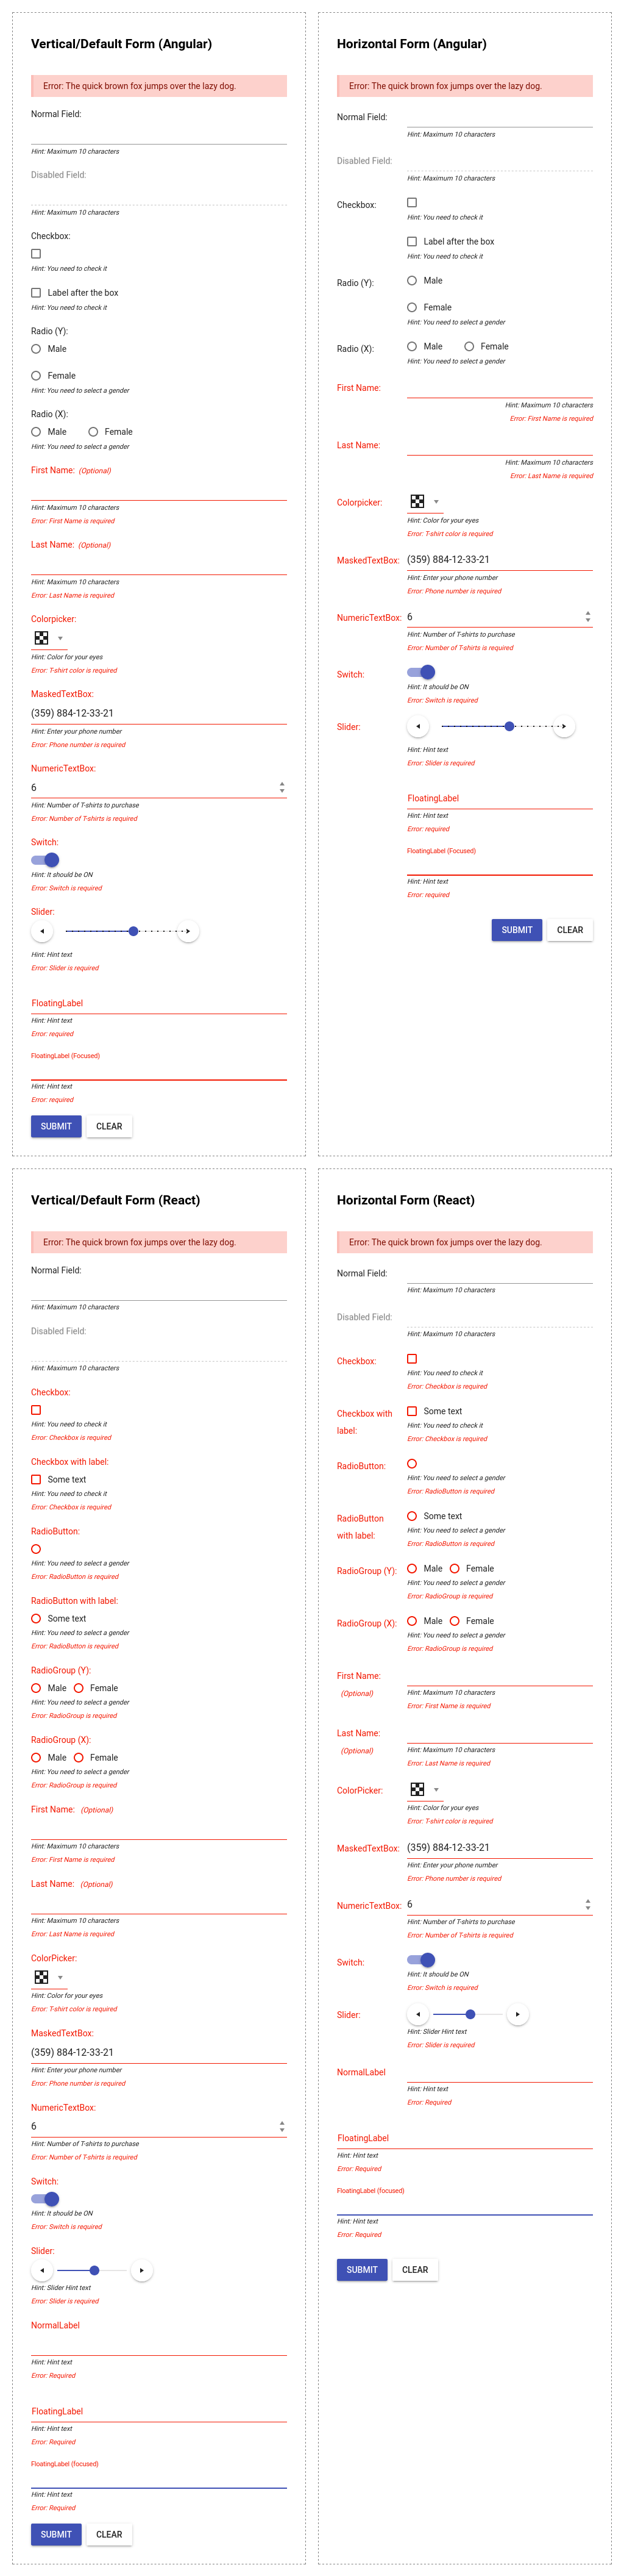 Vertical/Default Form (Angular)
Error: The quick brown fox jumps over the lazy dog.
Normal Field:
Hint: Maximum 10 characters
Disabled Field:
Hint: Maximum 10 characters
Checkbox:
Hint: You need to check it
Label after the box
Hint: You need to check it
Radio (Y):
Male
Female
Hint: You need to select a gender
Radio (X):
Male Female
Hint: You need to select a gender
First Name: (Optional)
Hint: Maximum 10 characters
Error: First Name is required
Last Name: (Optional)
Hint: Maximum 10 characters
Error: Last Name is required
Colorpicker:
Hint: Color for your eyes
Error: T-shirt color is required
MaskedTextBox:
(359) 884-12-33-21
Hint: Enter your phone number
Error: Phone number is required
NumericTextBox:
6
Hint: Number of T-shirts to purchase
Error: Number of T-shirts is required
Switch:
Hint: It should be ON
Error: Switch is required
Slider:
Hint: Hint text
Error: Slider is required
FloatingLabel
Hint: Hint text
Error: required
FloatingLabel (Focused)
Hint: Hint text
Error: required
SUBMIT CLEAR
Horizontal Form (Angular)
Error: The quick brown fox jumps over the lazy dog.
Normal Field:
Hint: Maximum 10 characters
Disabled Field:
Hint: Maximum 10 characters
Checkbox:
Hint: You need to check it
Label after the box
Hint: You need to check it
Radio (Y): Male
Female
Hint: You need to select a gender
Radio (X): Male Female
Hint: You need to select a gender
First Name:
Hint: Maximum 10 characters
Error: First Name is required
Last Name:
Hint: Maximum 10 characters
Error: Last Name is required
Colorpicker:
Hint: Color for your eyes
Error: T-shirt color is required
MaskedTextBox: (359) 884-12-33-21
Hint: Enter your phone number
Error: Phone number is required
NumericTextBox: 6
Hint: Number of T-shirts to purchase
Error: Number of T-shirts is required
Switch:
Hint: It should be ON
Error: Switch is required
Slider:
Hint: Hint text
Error: Slider is required
FloatingLabel
Hint: Hint text
Error: required
FloatingLabel (Focused)
Hint: Hint text
Error: required
SUBMIT CLEAR
Vertical/Default Form (React)
Error: The quick brown fox jumps over the lazy dog.
Normal Field:
Hint: Maximum 10 characters
Disabled Field:
Hint: Maximum 10 characters
Checkbox:
Hint: You need to check it
Error: Checkbox is required
Checkbox with label:
Some text
Hint: You need to check it
Error: Checkbox is required
RadioButton:
Hint: You need to select a gender
Error: RadioButton is required
RadioButton with label:
Some text
Hint: You need to select a gender
Error: RadioButton is required
RadioGroup (Y):
Male Female
Hint: You need to select a gender
Error: RadioGroup is required
RadioGroup (X):
Male Female
Hint: You need to select a gender
Error: RadioGroup is required
First Name: (Optional)
Hint: Maximum 10 characters
Error: First Name is required
Last Name: (Optional)
Hint: Maximum 10 characters
Error: Last Name is required
ColorPicker:
Hint: Color for your eyes
Error: T-shirt color is required
MaskedTextBox:
(359) 884-12-33-21
Hint: Enter your phone number
Error: Phone number is required
NumericTextBox:
6
Hint: Number of T-shirts to purchase
Error: Number of T-shirts is required
Switch:
Hint: It should be ON
Error: Switch is required
Slider:
Hint: Slider Hint text
Error: Slider is required
NormalLabel
Hint: Hint text
Error: Required
FloatingLabel
Hint: Hint text
Error: Required
FloatingLabel (focused)
Hint: Hint text
Error: Required
SUBMIT CLEAR
Horizontal Form (React)
Error: The quick brown fox jumps over the lazy dog.
Normal Field:
Hint: Maximum 10 characters
Disabled Field:
Hint: Maximum 10 characters
Checkbox:
Hint: You need to check it
Error: Checkbox is required
Checkbox with Some text
label:
Hint: You need to check it
Error: Checkbox is required
RadioButton:
Hint: You need to select a gender
Error: RadioButton is required
RadioButton Some text
with label:
Hint: You need to select a gender
Error: RadioButton is required
RadioGroup (Y): Male Female
Hint: You need to select a gender
Error: RadioGroup is required
RadioGroup (X): Male Female
Hint: You need to select a gender
Error: RadioGroup is required
First Name:
(Optional)
Hint: Maximum 10 characters
Error: First Name is required
Last Name:
(Optional)
Hint: Maximum 10 characters
Error: Last Name is required
ColorPicker:
Hint: Color for your eyes
Error: T-shirt color is required
MaskedTextBox: (359) 884-12-33-21
Hint: Enter your phone number
Error: Phone number is required
NumericTextBox: 6
Hint: Number of T-shirts to purchase
Error: Number of T-shirts is required
Switch:
Hint: It should be ON
Error: Switch is required
Slider:
Hint: Slider Hint text
Error: Slider is required
NormalLabel
Hint: Hint text
Error: Required
FloatingLabel
Hint: Hint text
Error: Required
FloatingLabel (focused)
Hint: Hint text
Error: Required
SUBMIT CLEAR